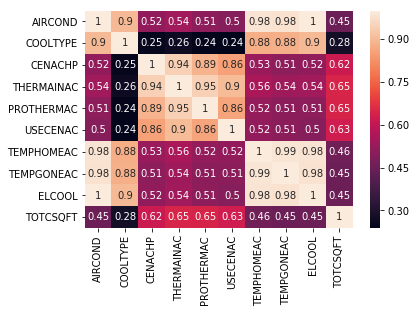 AIRCOND 1 0.9 0.52 0.54 0.51 0.5 0.98 0.98 1 0.45
COOLTYPE 0.9 1 0.25 0.26 0.24 0.24 0.88 0.88 0.9 0.28
CENACHP 0.52 0.25 1 0.94 0.89 0.86 0.53 0.51 0.52 0.62
THERMAINAC 0.54 0.26 0.94 1 0.95 0.9 0.56 0.54 0.54 0.65
PROTHERMAC 0.51 0.24 0.89 0.95 1 0.86 0.52 0.51 0.51 0.65
USECENAC 0.5 0.24 0.86 0.9 0.86 1 0.52 0.51 0.5 0.63
TEMPHOMEAC 0.98 0.88 0.53 0.56 0.52 0.52 1 0.99 0.98 0.46
TEMPGONEAC 0.98 0.88 0.51 0.54 0.51 0.51 0.99 1 0.98 0.45
ELCOOL 1 0.9 0.52 0.54 0.51 0.5 0.98 0.98 1 0.45
TOTCSQFT 0.45 0.28 0.62 0.65 0.65 0.63 0.46 0.45 0.45 1
AIRCOND
COOLTYPE
CENACHP
THERMAINAC
PROTHERMAC
USECENAC
TEMPHOMEAC
TEMPGONEAC
ELCOOL
TOTCSQFT
0.90
0.75
0.60
0.45
0.30